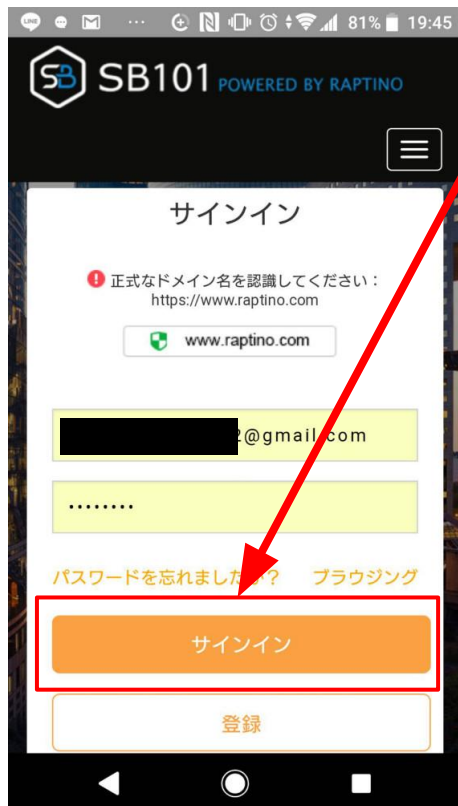 LINE 81% 19:45
SB SB101 POWERED BY RAPTINO
サインイン
正式なドメイン名を認識してください：
https://www.raptino.com
www.raptino.com
2@gmail.com
••••••••
パスワードを忘れましたか？ ブラウジング
サインイン
登録